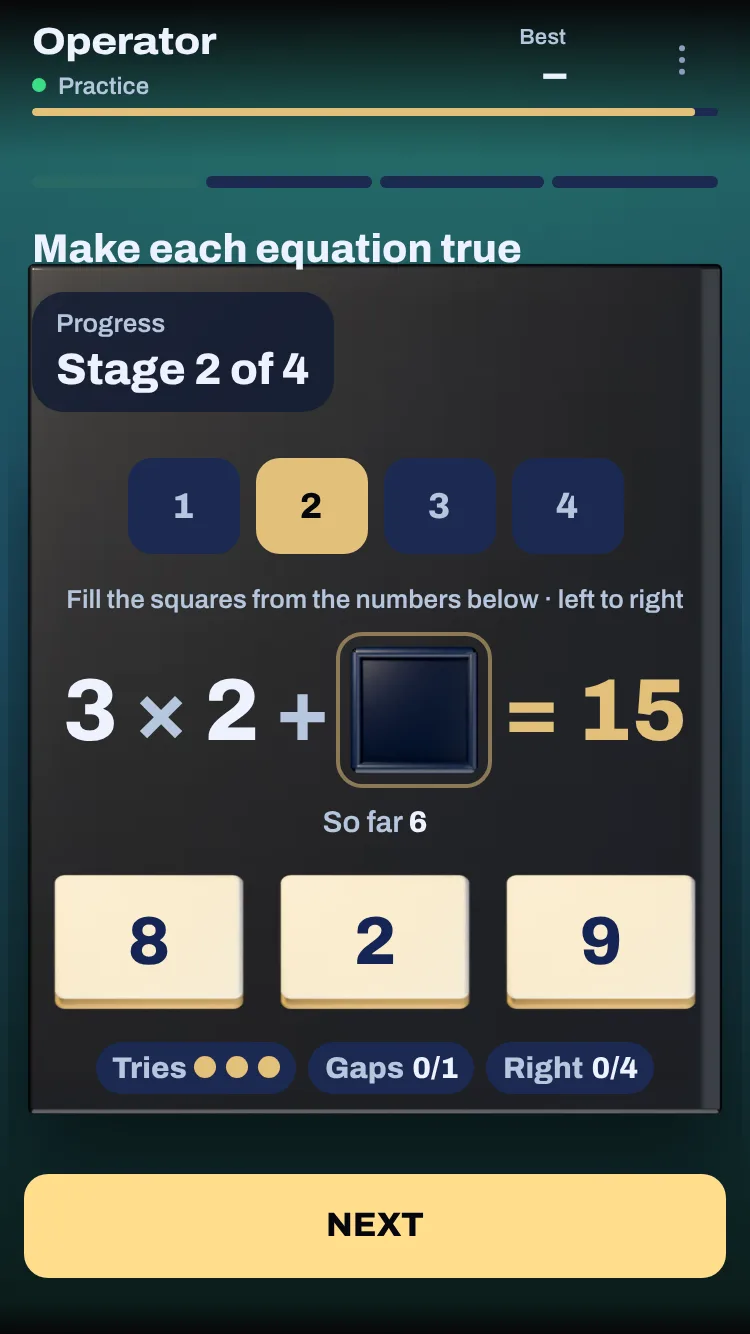 Operator
Best
Practice
–
Make each equation true
Progress
Stage 2 of 4
1 2 3 4
Fill the squares from the numbers below · left to right
3 × 2 + = 15
So far 6
8 2 9
Tries Gaps 0/1 Right 0/4
NEXT